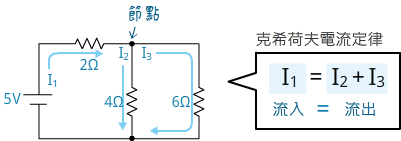 節點
I₁
2Ω
I₂
I₃
5V
4Ω
6Ω
克希荷夫電流定律
I₁ = I₂ + I₃
流入 = 流出